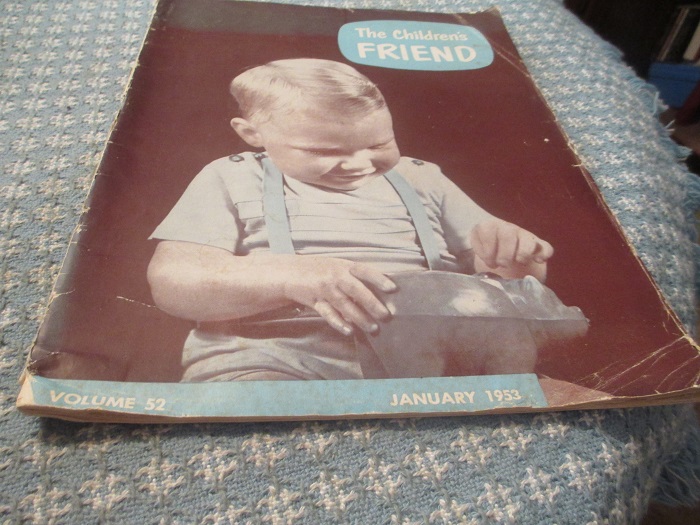 The Children's
FRIEND
VOLUME 52
JANUARY 1953